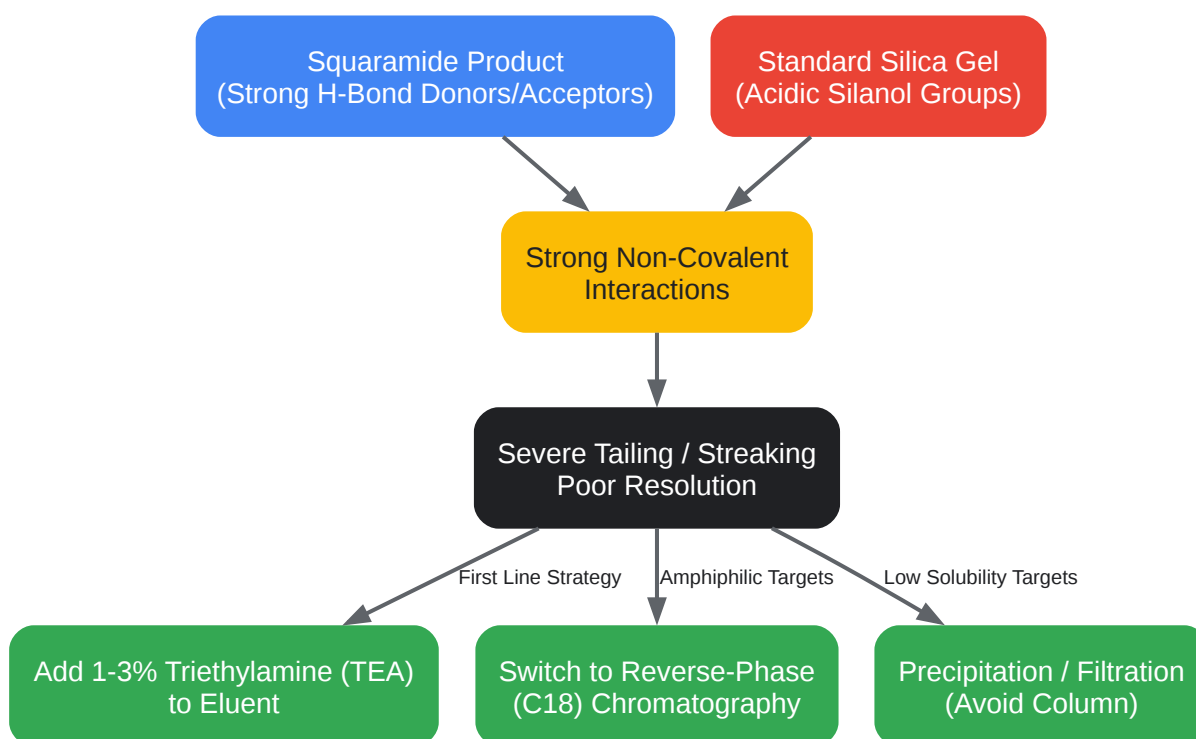 Squaramide Product
(Strong H-Bond Donors/Acceptors)
Standard Silica Gel
(Acidic Silanol Groups)
Strong Non-Covalent
Interactions
Severe Tailing / Streaking
Poor Resolution
First Line Strategy
Amphiphilic Targets
Low Solubility Targets
Add 1-3% Triethylamine (TEA)
to Eluent
Switch to Reverse-Phase
(C18) Chromatography
Precipitation / Filtration
(Avoid Column)